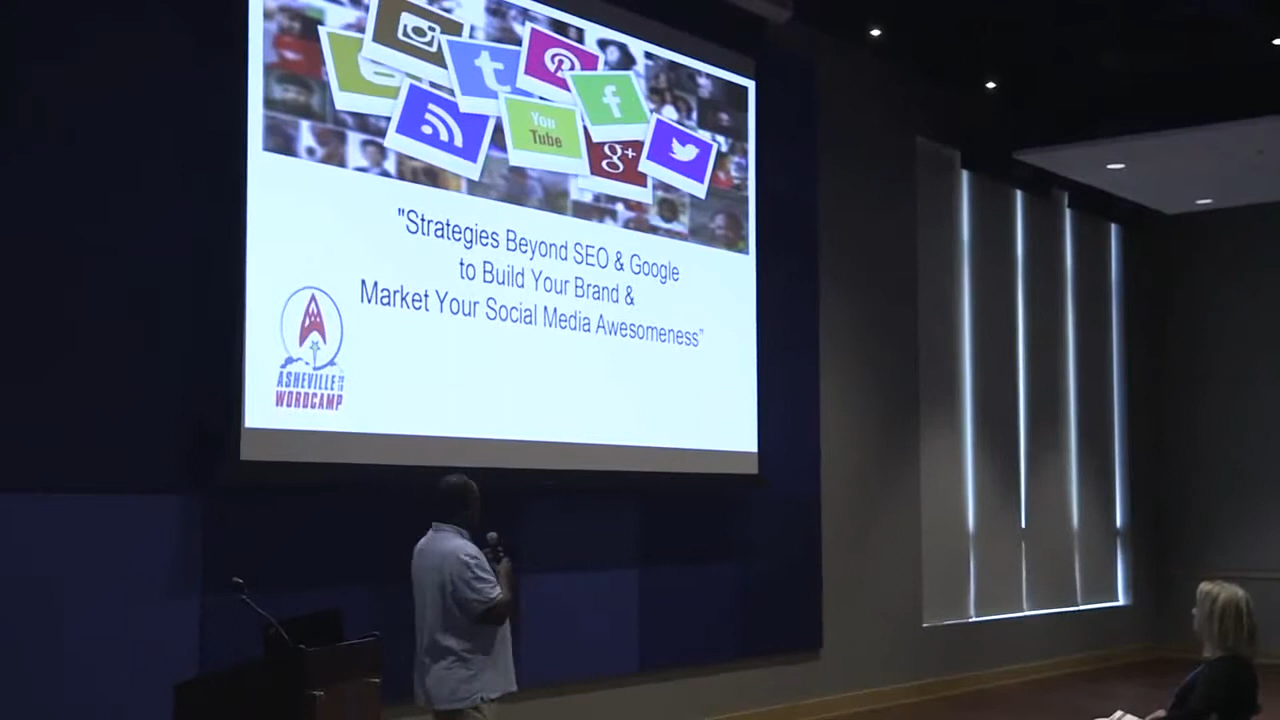 You
Tube
g+
"Strategies Beyond SEO & Google
to Build Your Brand &
Market Your Social Media Awesomeness"
ASHEVILLE
WORDCAMP